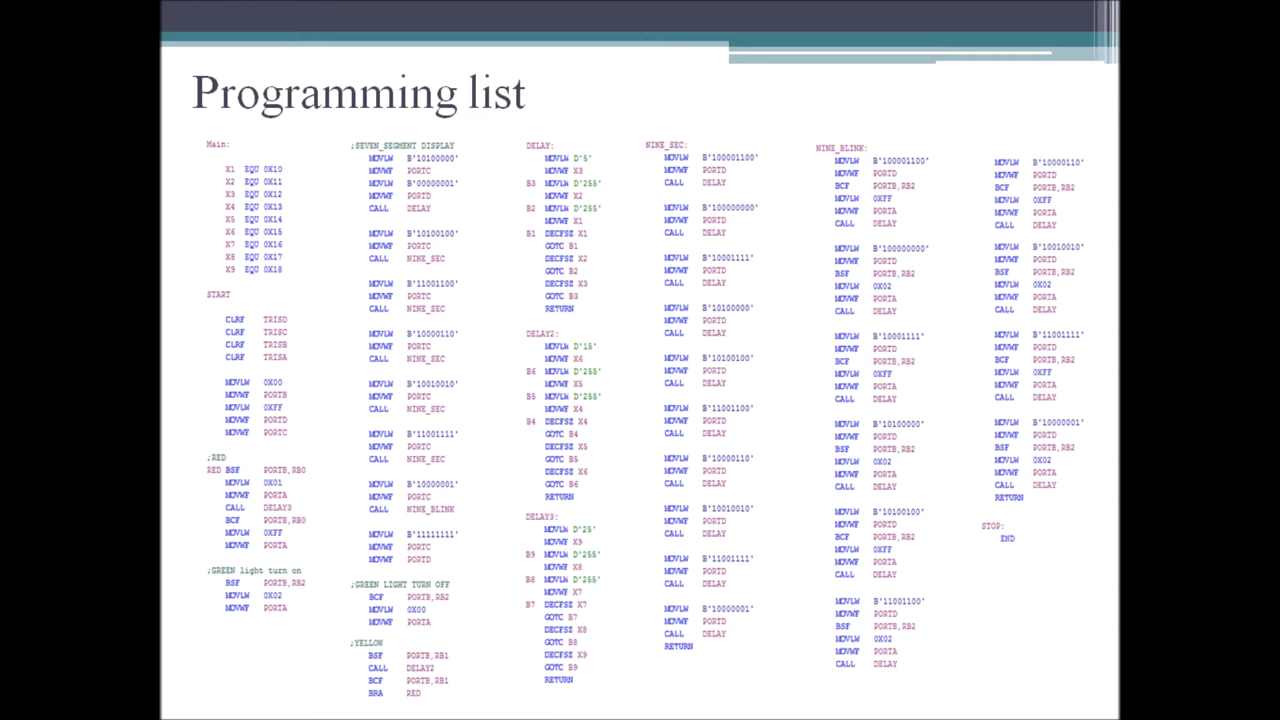 Programming list
Main:
X1 EQU 0X10
X2 EQU 0X11
X3 EQU 0X12
X4 EQU 0X13
X5 EQU 0X14
X6 EQU 0X15
X7 EQU 0X16
X8 EQU 0X17
X9 EQU 0X18
START
CLRF TRISD
CLRF TRISC
CLRF TRISB
CLRF TRISA
MOVLW 0X00
MOVWF PORTB
MOVLW 0XFF
MOVWF PORTD
MOVWF PORTC
;RED
RED BSF PORTB,RB0
MOVLW 0X01
MOVWF PORTA
CALL DELAY3
BCF PORTB,RB0
MOVLW 0XFF
MOVWF PORTA
;GREEN light turn on
BSF PORTB,RB2
MOVLW 0X02
MOVWF PORTA
;SEVEN_SEGMENT DISPLAY
MOVLW B'10100000'
MOVWF PORTC
MOVLW B'00000001'
MOVWF PORTD
CALL DELAY
MOVLW B'10100100'
MOVWF PORTC
CALL NINE_SEC
MOVLW B'11001100'
MOVWF PORTC
CALL NINE_SEC
MOVLW B'10000110'
MOVWF PORTC
CALL NINE_SEC
MOVLW B'10010010'
MOVWF PORTC
CALL NINE_SEC
MOVLW B'11001111'
MOVWF PORTC
CALL NINE_SEC
MOVLW B'10000001'
MOVWF PORTC
CALL NINE_BLINK
MOVLW B'11111111'
MOVWF PORTC
MOVWF PORTD
;GREEN LIGHT TURN OFF
BCF PORTB,RB2
MOVLW 0X00
MOVWF PORTA
;YELLOW
BSF PORTB,RB1
CALL DELAY2
BCF PORTB,RB1
BRA RED
DELAY:
MOVLW D'5'
MOVWF X3
B3 MOVLW D'255'
MOVWF X2
B2 MOVLW D'255'
MOVWF X1
B1 DECFSZ X1
GOTO B1
DECFSZ X2
GOTO B2
DECFSZ X3
GOTO B3
RETURN
DELAY2:
MOVLW D'15'
MOVWF X6
B6 MOVLW D'255'
MOVWF X5
B5 MOVLW D'255'
MOVWF X4
B4 DECFSZ X4
GOTO B4
DECFSZ X5
GOTO B5
DECFSZ X6
GOTO B6
RETURN
DELAY3:
MOVLW D'25'
MOVWF X9
B9 MOVLW D'255'
MOVWF X8
B8 MOVLW D'255'
MOVWF X7
B7 DECFSZ X7
GOTO B7
DECFSZ X8
GOTO B8
DECFSZ X9
GOTO B9
RETURN
NINE_SEC:
MOVLW B'100001100'
MOVWF PORTD
CALL DELAY
MOVLW B'100000000'
MOVWF PORTD
CALL DELAY
MOVLW B'10001111'
MOVWF PORTD
CALL DELAY
MOVLW B'10100000'
MOVWF PORTD
CALL DELAY
MOVLW B'10100100'
MOVWF PORTD
CALL DELAY
MOVLW B'11001100'
MOVWF PORTD
CALL DELAY
MOVLW B'10000110'
MOVWF PORTD
CALL DELAY
MOVLW B'10010010'
MOVWF PORTD
CALL DELAY
MOVLW B'11001111'
MOVWF PORTD
CALL DELAY
MOVLW B'10000001'
MOVWF PORTD
CALL DELAY
RETURN
NINE_BLINK:
MOVLW B'100001100'
MOVWF PORTD
BCF PORTB,RB2
MOVLW 0XFF
MOVWF PORTA
CALL DELAY
MOVLW B'100000000'
MOVWF PORTD
BSF PORTB,RB2
MOVLW 0X02
MOVWF PORTA
CALL DELAY
MOVLW B'10001111'
MOVWF PORTD
BCF PORTB,RB2
MOVLW 0XFF
MOVWF PORTA
CALL DELAY
MOVLW B'10100000'
MOVWF PORTD
BSF PORTB,RB2
MOVLW 0X02
MOVWF PORTA
CALL DELAY
MOVLW B'10100100'
MOVWF PORTD
BCF PORTB,RB2
MOVLW 0XFF
MOVWF PORTA
CALL DELAY
MOVLW B'11001100'
MOVWF PORTD
BSF PORTB,RB2
MOVLW 0X02
MOVWF PORTA
CALL DELAY
MOVLW B'10000110'
MOVWF PORTD
BCF PORTB,RB2
MOVLW 0XFF
MOVWF PORTA
CALL DELAY
MOVLW B'10010010'
MOVWF PORTD
BSF PORTB,RB2
MOVLW 0X02
MOVWF PORTA
CALL DELAY
MOVLW B'11001111'
MOVWF PORTD
BCF PORTB,RB2
MOVLW 0XFF
MOVWF PORTA
CALL DELAY
MOVLW B'10000001'
MOVWF PORTD
BSF PORTB,RB2
MOVLW 0X02
MOVWF PORTA
CALL DELAY
RETURN
STOP:
END